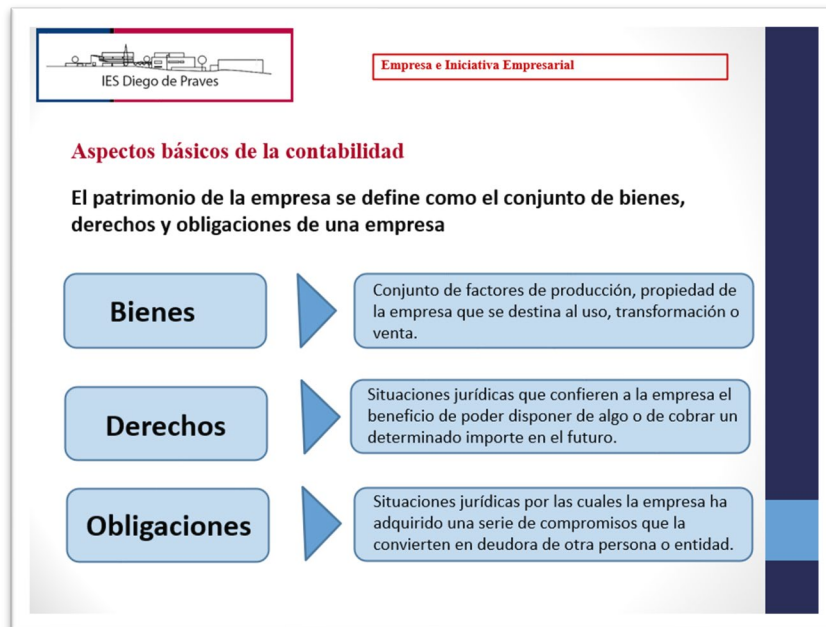 IES Diego de Praves
Empresa e Iniciativa Empresarial
Aspectos básicos de la contabilidad
El patrimonio de la empresa se define como el conjunto de bienes,
derechos y obligaciones de una empresa
Bienes
Conjunto de factores de producción, propiedad de
la empresa que se destina al uso, transformación o
venta.
Derechos
Situaciones jurídicas que confieren a la empresa el
beneficio de poder disponer de algo o de cobrar un
determinado importe en el futuro.
Obligaciones
Situaciones jurídicas por las cuales la empresa ha
adquirido una serie de compromisos que la
convierten en deudora de otra persona o entidad.